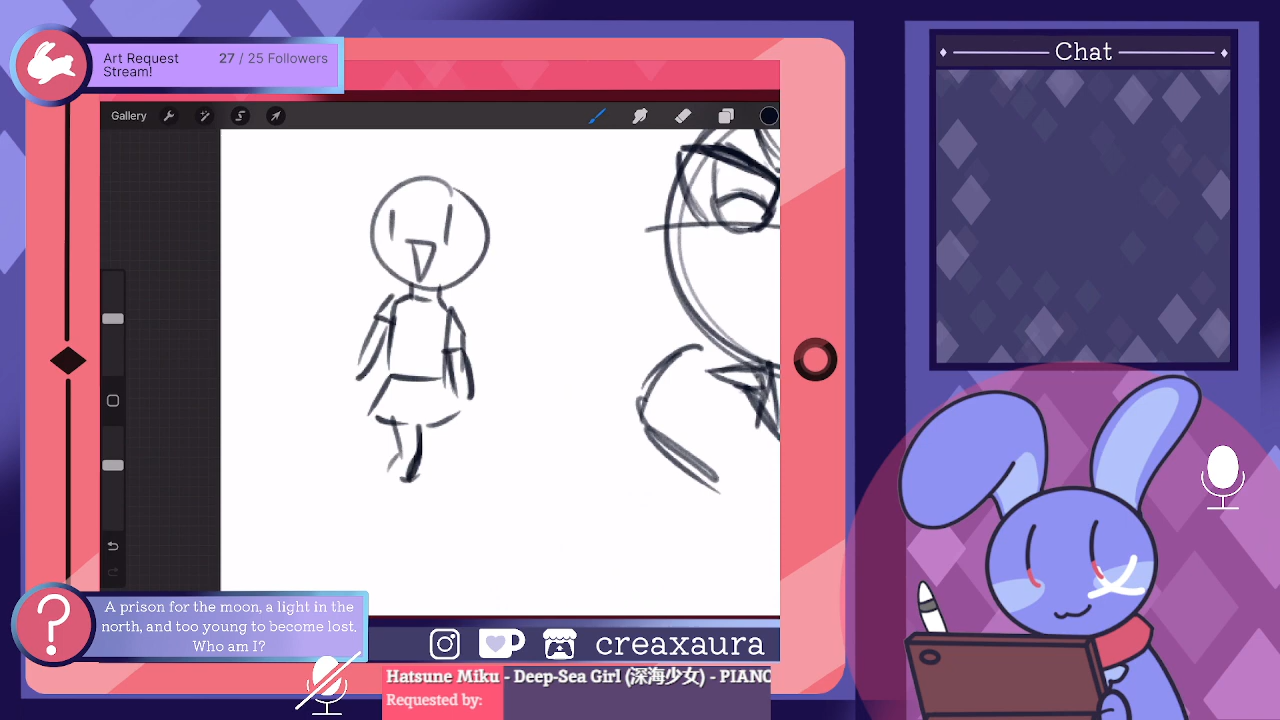 Art Request
Stream!
27 / 25 Followers
Chat
Gallery
A prison for the moon, a light in the
north, and too young to become lost.
Who am I?
creaxaura
Hatsune Miku - Deep-Sea Girl (深海少女) - PIANO
Requested by: